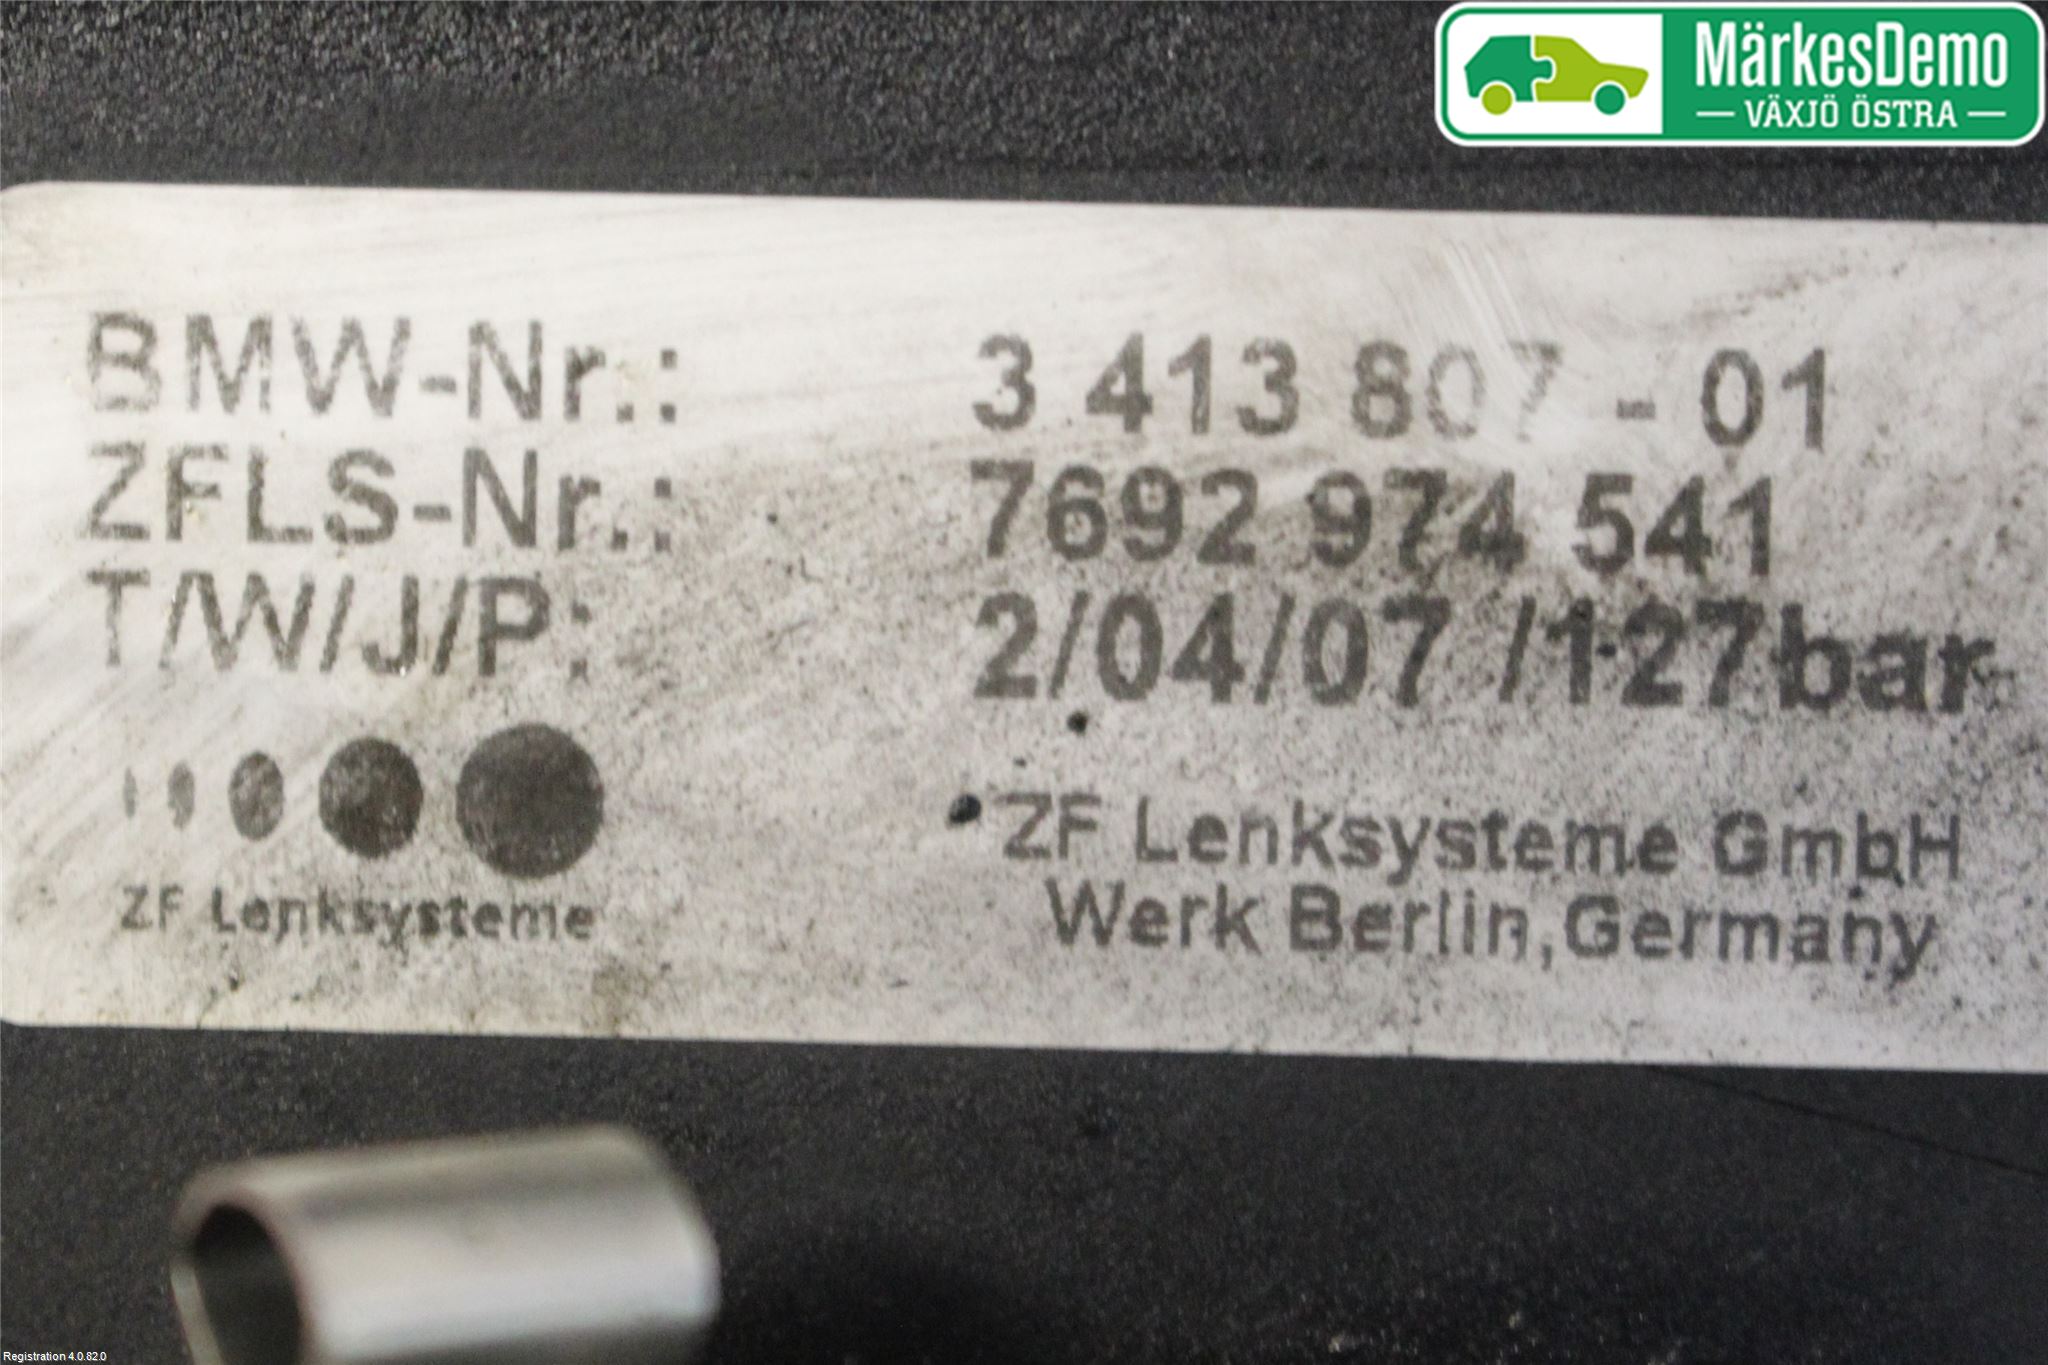 MärkesDemo
VÄXJÖ ÖSTRA
BMW-Nr.: 3 413 807 - 01
ZFLS-Nr.: 7692 974 541
T/W/J/P: 2/04/07 /127bar
ZF Lenksysteme GmbH
Werk Berlin, Germany
ZF Lenksysteme
Registration 4.0.82.0